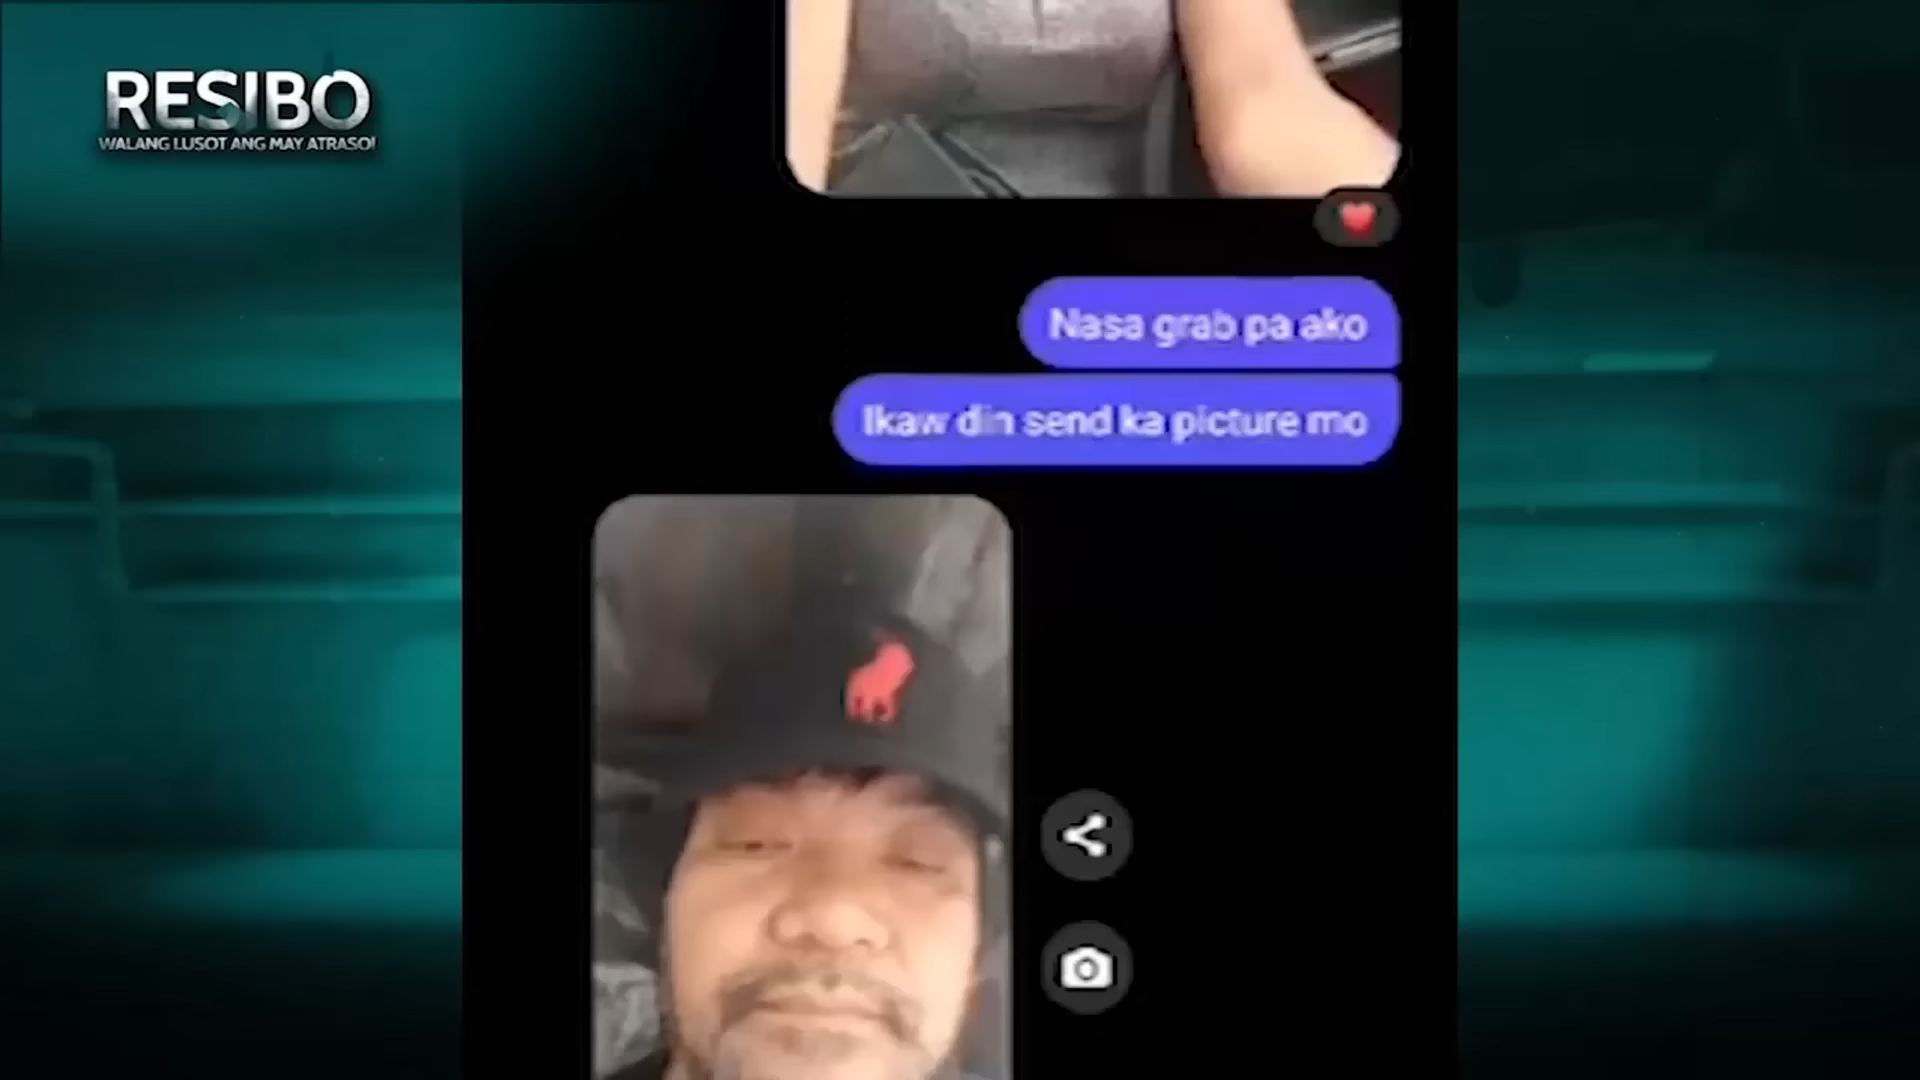 RESIBO
WALANG LUSOT ANG MAY ATRASO!
Nasa grab pa ako
Ikaw din send ka picture mo